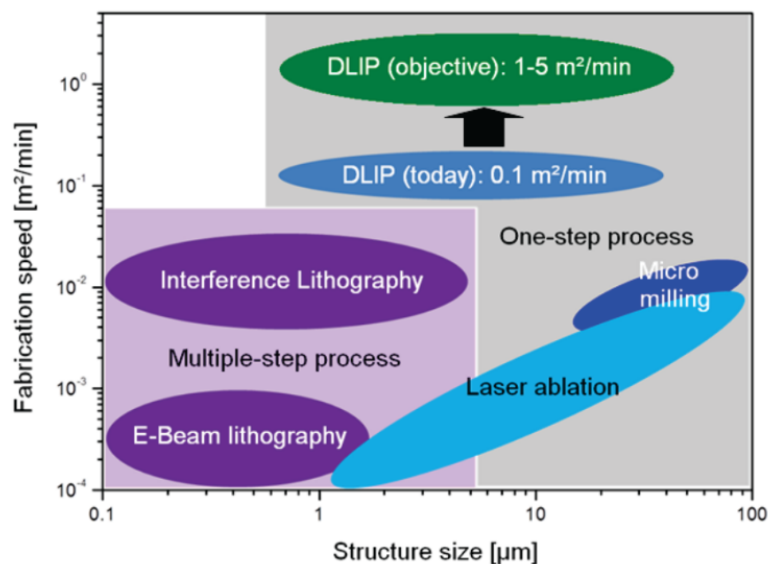 Fabrication speed [m²/min]
10⁰
10⁻¹
10⁻²
10⁻³
10⁻⁴
DLIP (objective): 1-5 m²/min
DLIP (today): 0.1 m²/min
One-step process
Interference Lithography
Micro
milling
Multiple-step process
Laser ablation
E-Beam lithography
0.1
1
10
100
Structure size [µm]